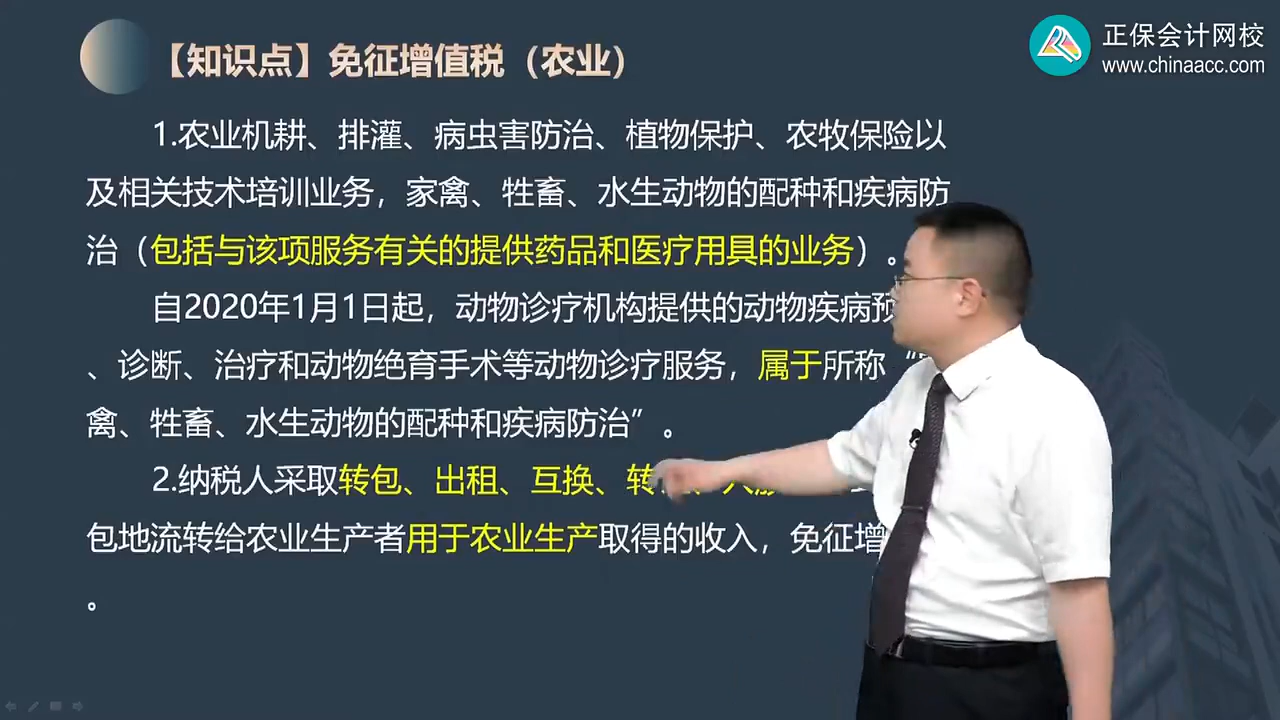 【知识点】免征增值税（农业）
正保会计网校
www.chinaacc.com
1.农业机耕、排灌、病虫害防治、植物保护、农牧保险以
及相关技术培训业务，家禽、牲畜、水生动物的配种和疾病防
治（包括与该项服务有关的提供药品和医疗用具的业务）。
自2020年1月1日起，动物诊疗机构提供的动物疾病预
、诊断、治疗和动物绝育手术等动物诊疗服务，属于所称“
禽、牲畜、水生动物的配种和疾病防治”。
2.纳税人采取转包、出租、互换、转
包地流转给农业生产者用于农业生产取得的收入，免征增
。